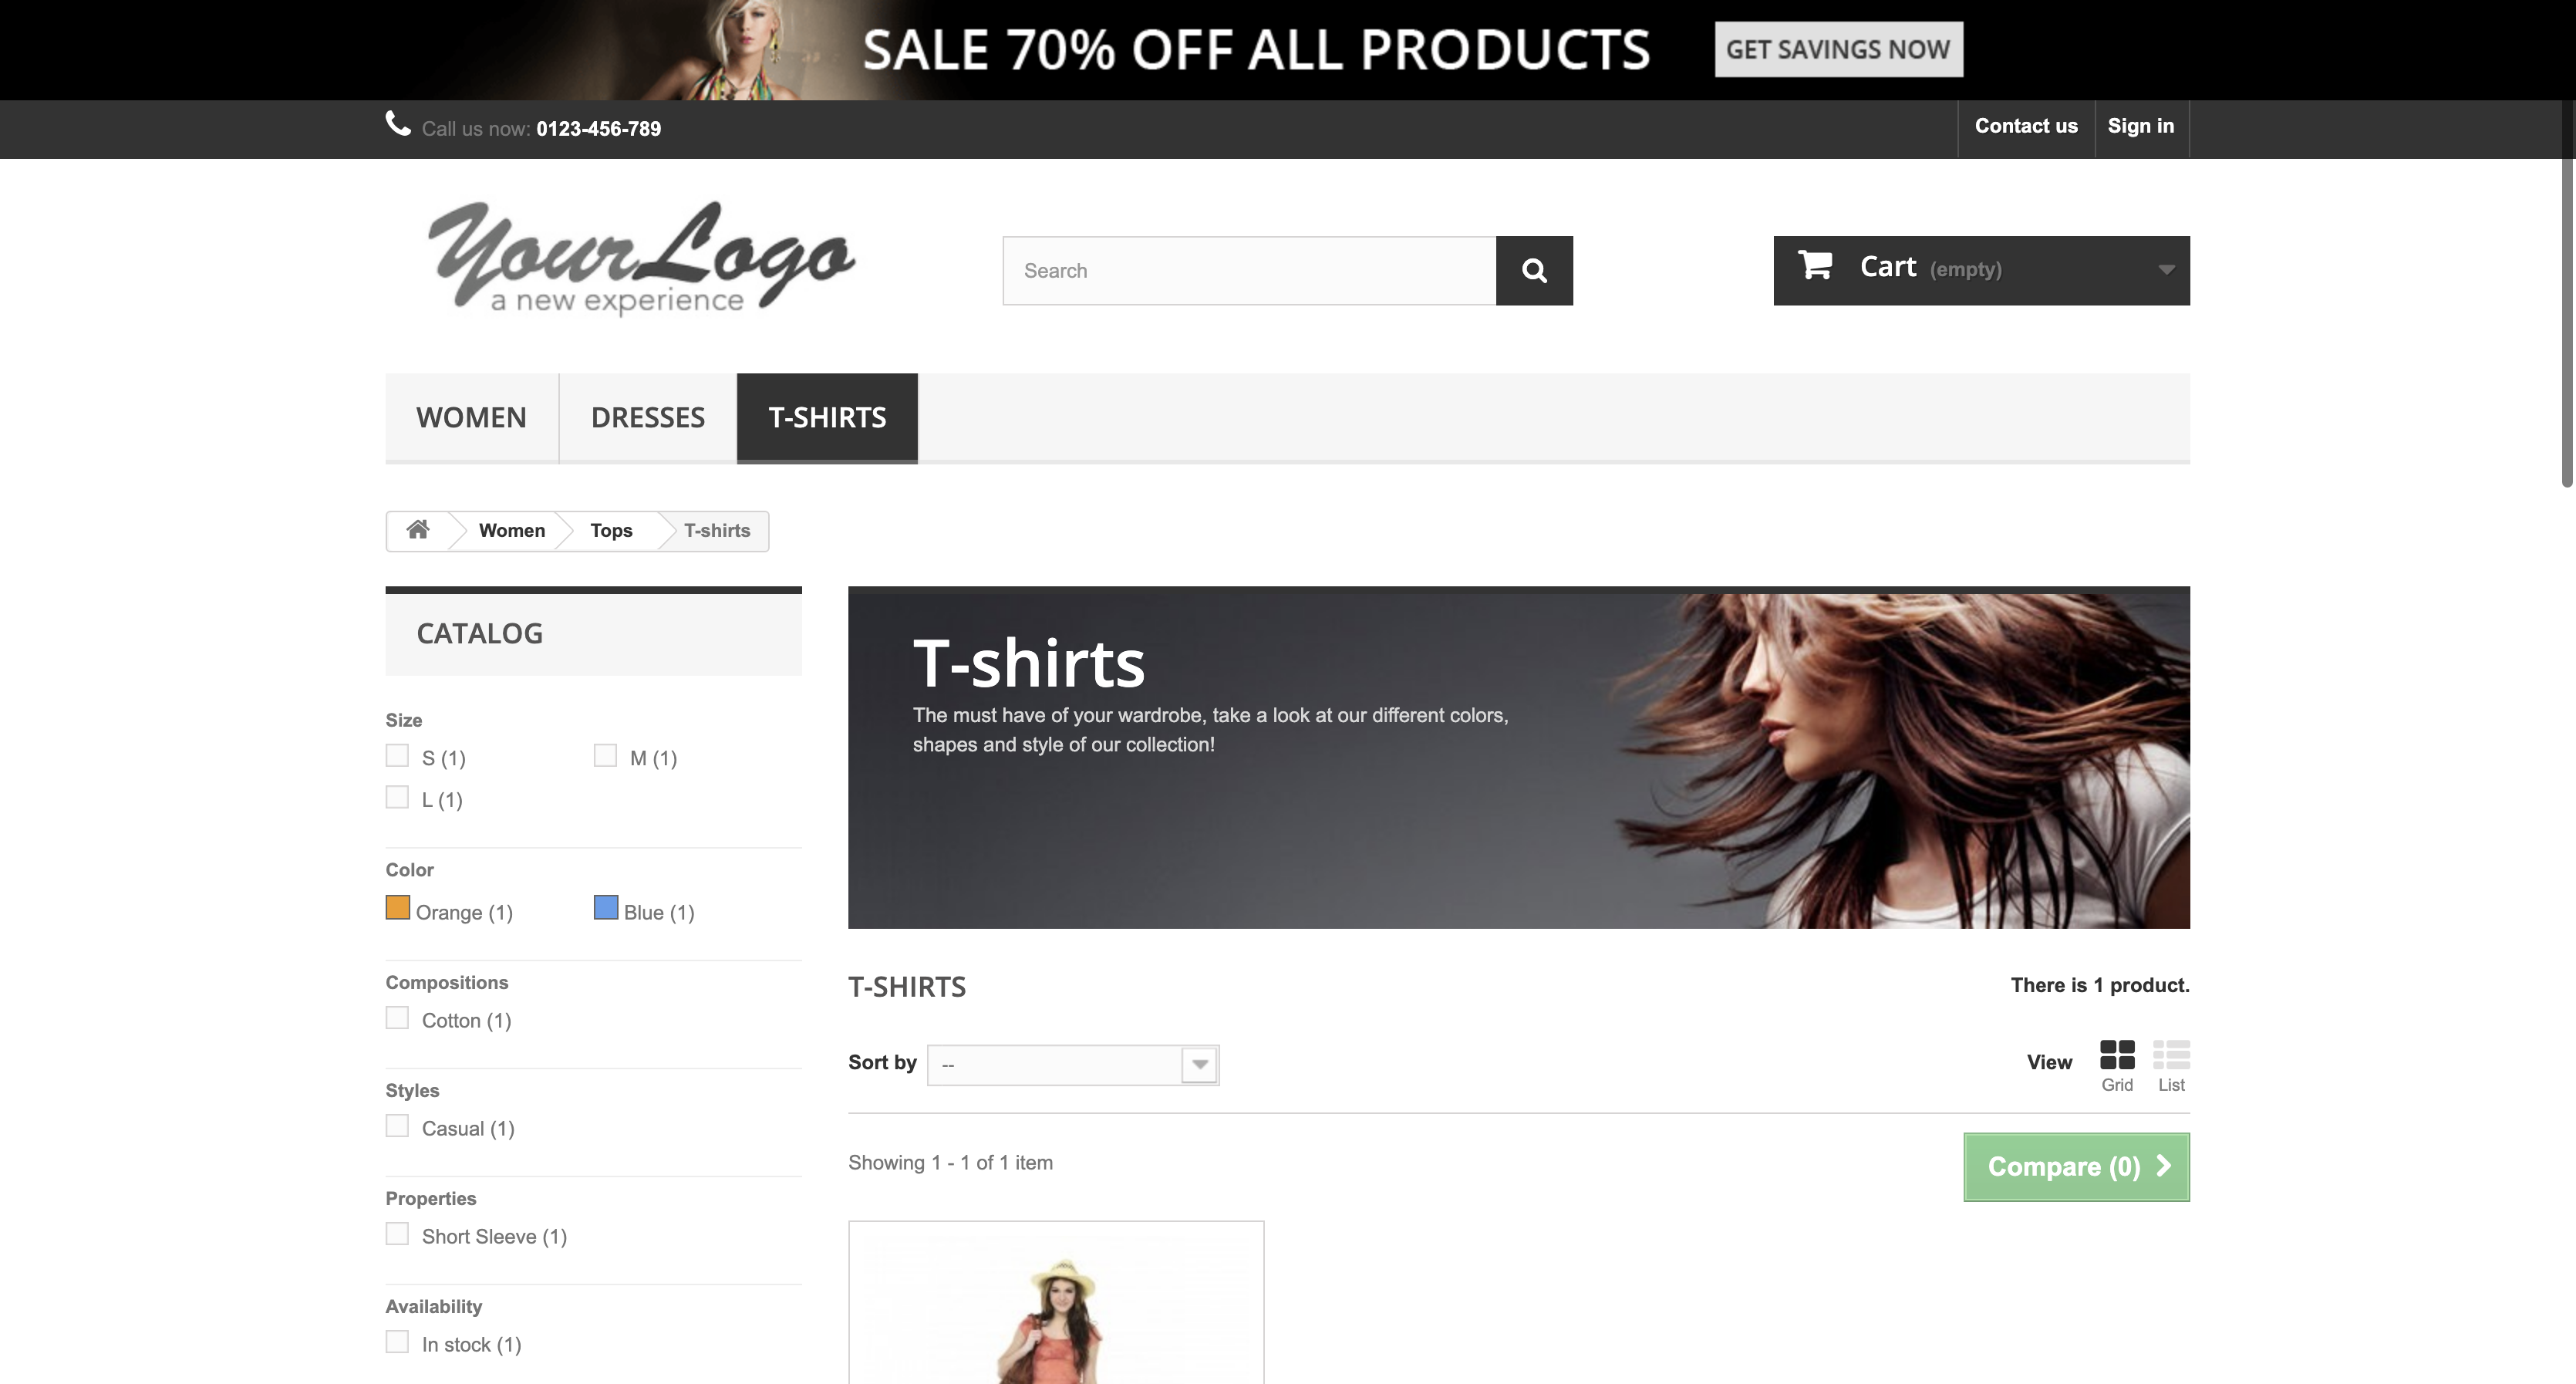 SALE 70% OFF ALL PRODUCTS
GET SAVINGS NOW
Call us now: 0123-456-789
Contact us
Sign in
Your Logo
a new experience
Search
Cart (empty)
WOMEN
DRESSES
T-SHIRTS
Women
Tops
T-shirts
CATALOG
Size
S (1)
M (1)
L (1)
Color
Orange (1)
Blue (1)
Compositions
Cotton (1)
Styles
Casual (1)
Properties
Short Sleeve (1)
Availability
In stock (1)
T-shirts
The must have of your wardrobe, take a look at our different colors,
shapes and style of our collection!
T-SHIRTS
There is 1 product.
Sort by
--
View
Grid
List
Showing 1 - 1 of 1 item
Compare (0)